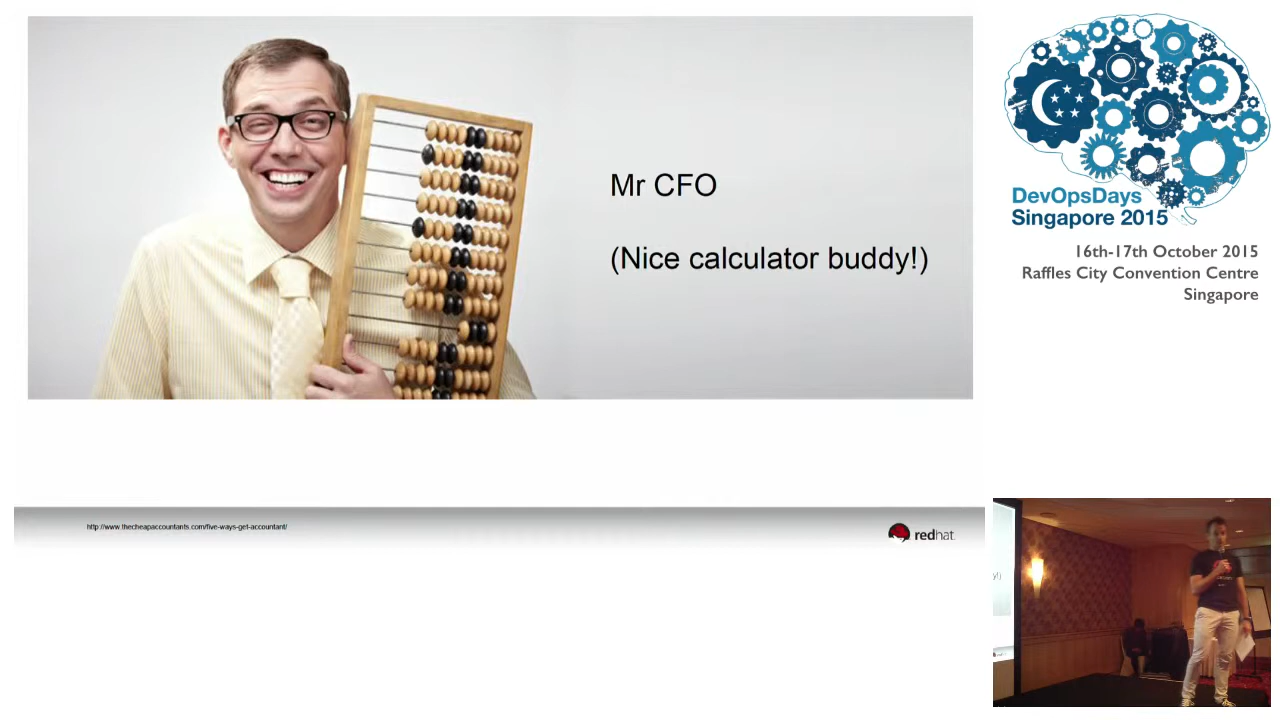 Mr CFO
(Nice calculator buddy!)
http://www.thecheapaccountants.com/five-ways-get-accountant/
redhat.
DevOpsDays
Singapore 2015
16th-17th October 2015
Raffles City Convention Centre
Singapore